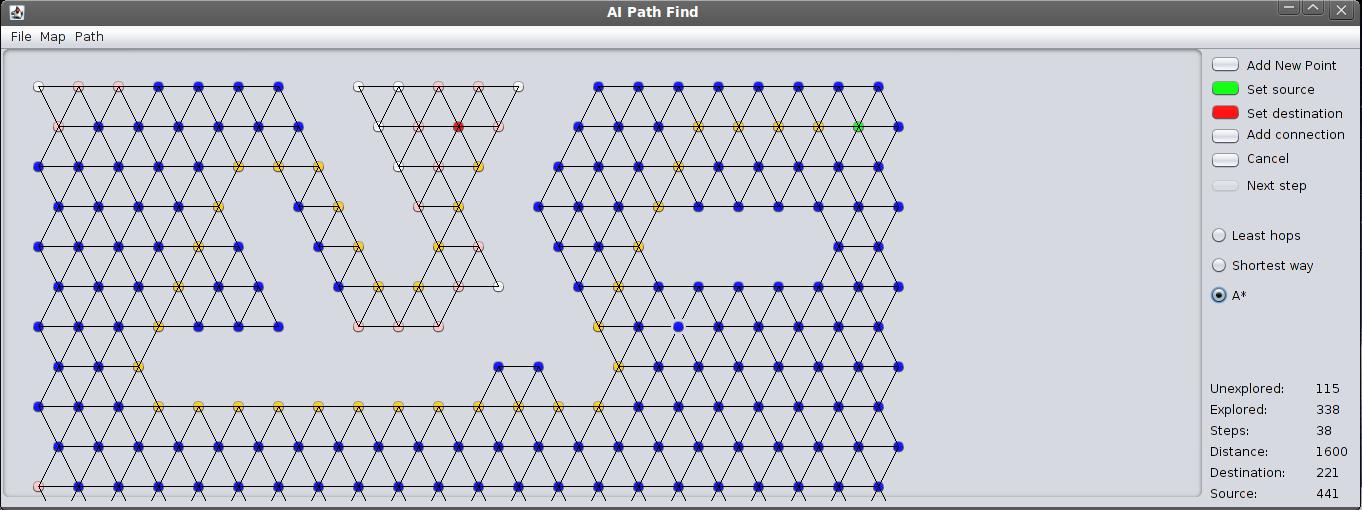 AI Path Find
File Map Path
Add New Point
Set source
Set destination
Add connection
Cancel
Next step
Least hops
Shortest way
A*
Unexplored: 115
Explored: 338
Steps: 38
Distance: 1600
Destination: 221
Source: 441